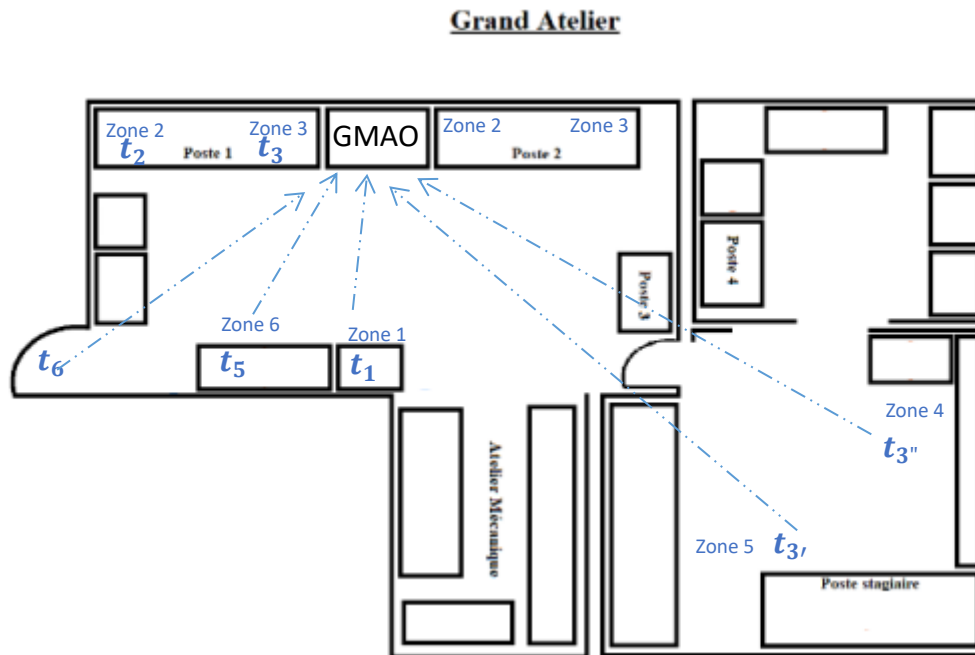 Grand Atelier
Zone 2
Zone 3
GMAO
Zone 2
Zone 3
t₂
Poste 1
t₃
Poste 2
Poste 4
Poste 3
Zone 6
Zone 1
t₆
t₅
t₁
Zone 4
t₃"
Atelier Mécanique
Zone 5
t₃,
Poste stagiaire